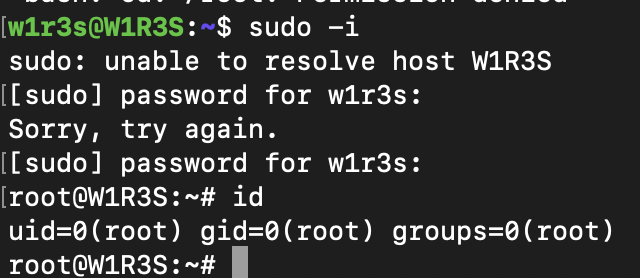 w1r3s@W1R3S:~$ sudo -i
sudo: unable to resolve host W1R3S
[[sudo] password for w1r3s:
Sorry, try again.
[[sudo] password for w1r3s:
[root@W1R3S:~# id
uid=0(root) gid=0(root) groups=0(root)
root@W1R3S:~#